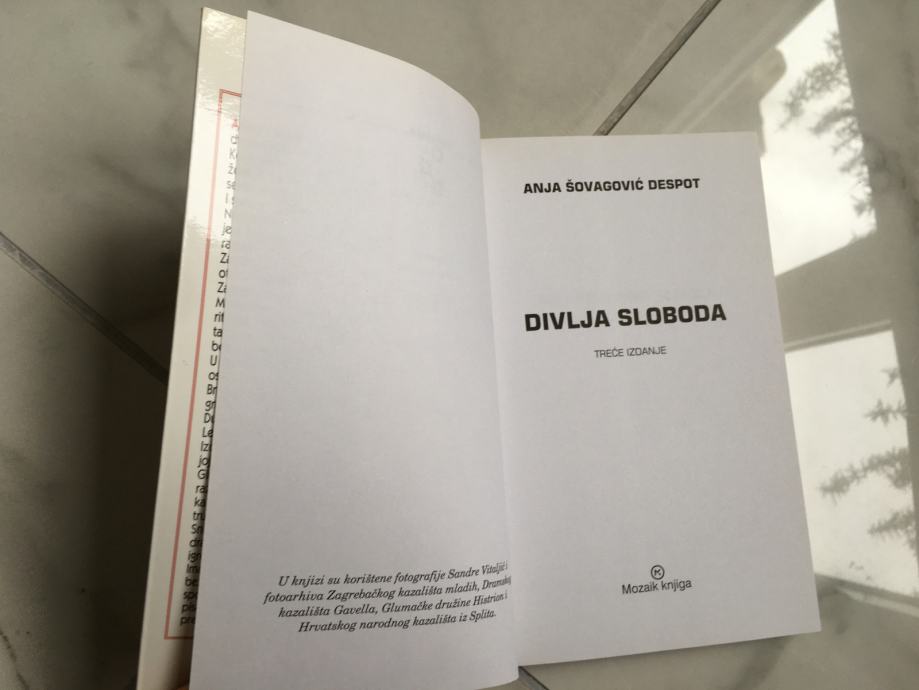 U knjizi su korištene fotografije Sandre Vitaljić i
fotoarhiva Zagrebačkog kazališta mladih, Dramskog
kazališta Gavella, Glumačke družine Histrion i
Hrvatskog narodnog kazališta iz Splita.
ANJA ŠOVAGOVIĆ DESPOT
DIVLJA SLOBODA
TREĆE IZDANJE
Mozaik knjiga